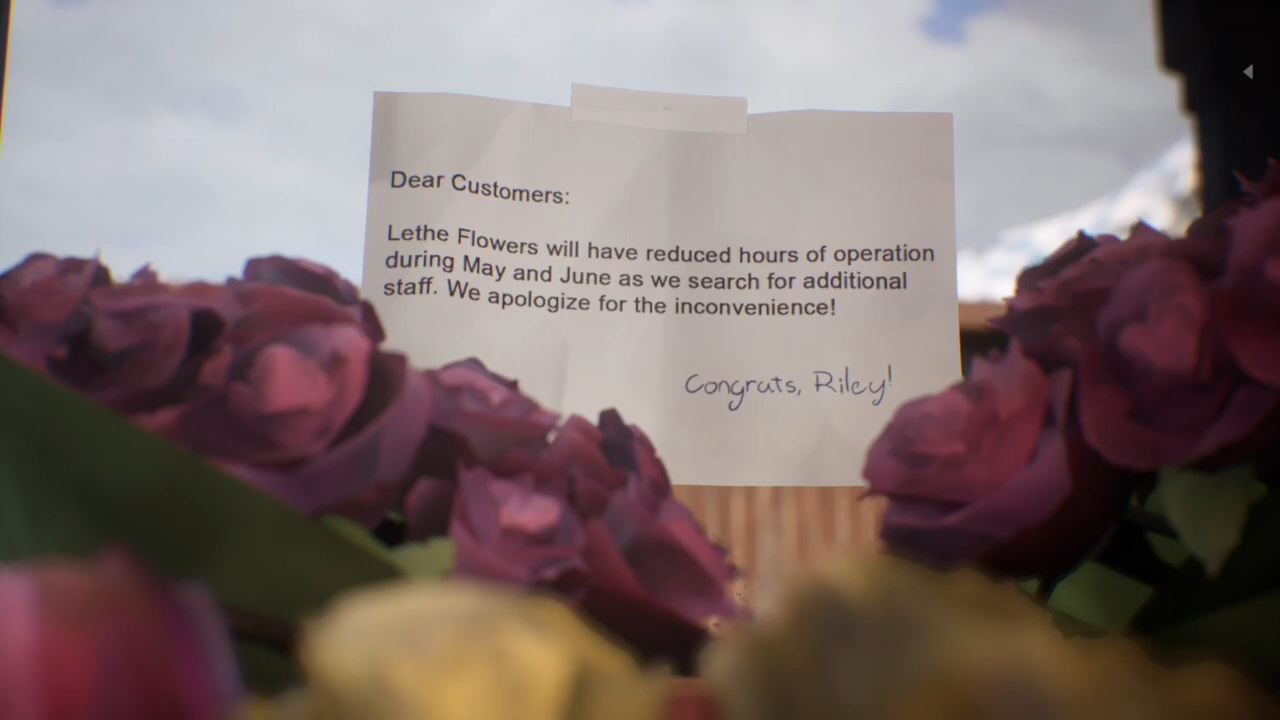 Dear Customers:
Lethe Flowers will have reduced hours of operation
during May and June as we search for additional
staff. We apologize for the inconvenience!
Congrats, Riley!